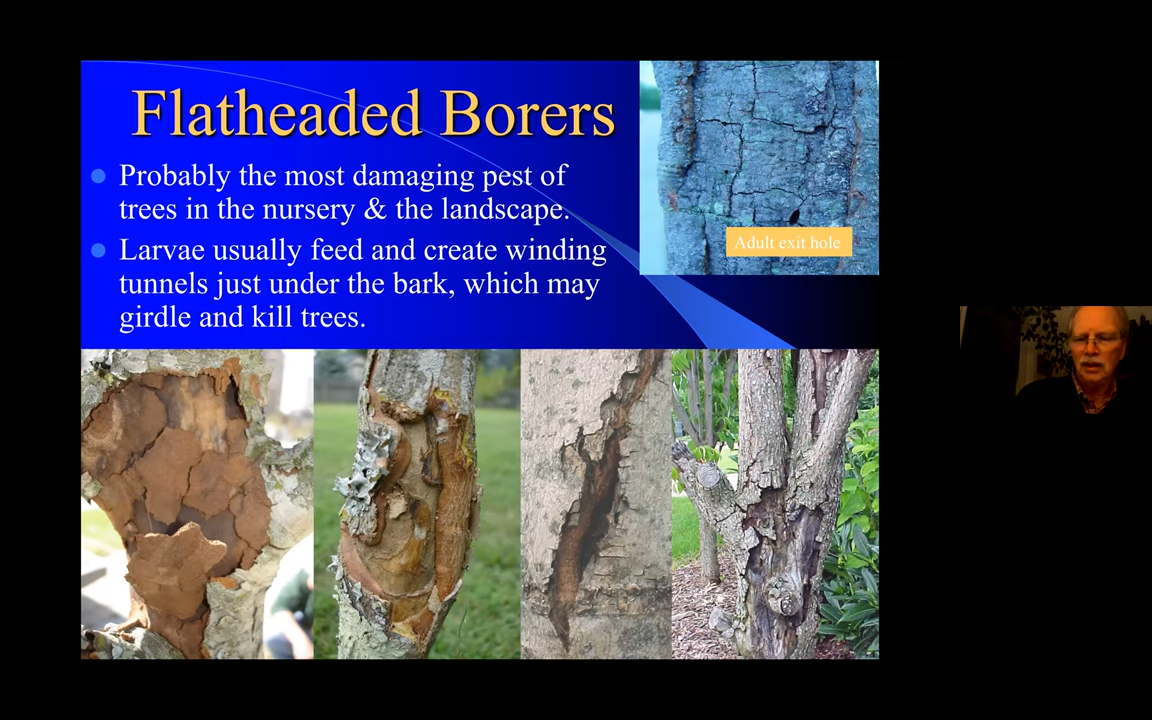 Flatheaded Borers
Probably the most damaging pest of
trees in the nursery & the landscape.
Larvae usually feed and create winding
tunnels just under the bark, which may
girdle and kill trees.
Adult exit hole